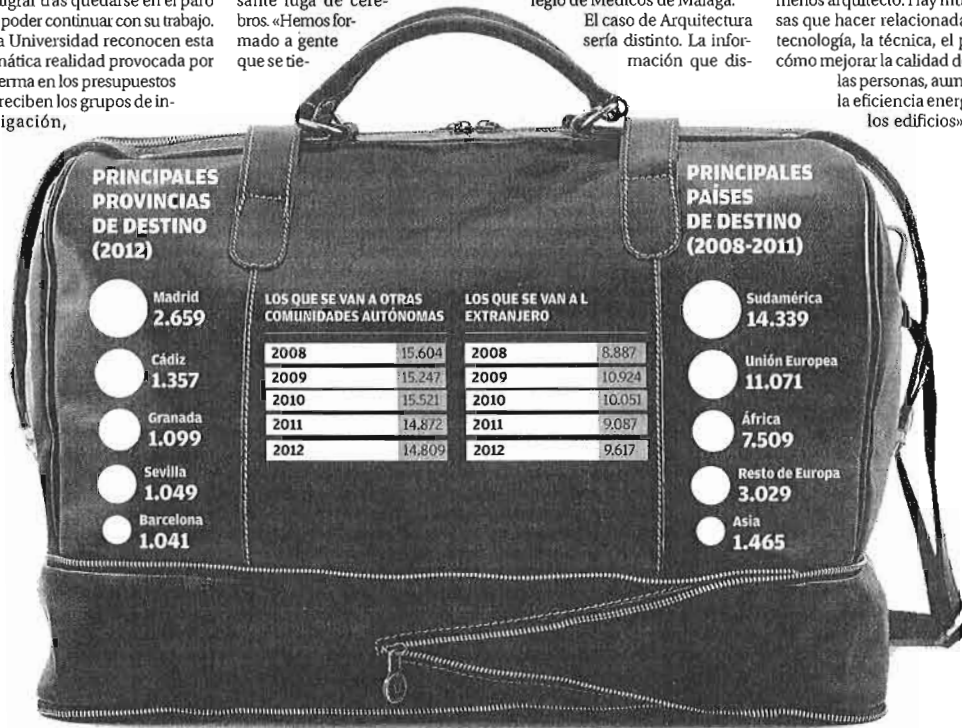 poder continuar con su trabajo.
Universidad reconocen esta
mática realidad provocada por
erma en los presupuestos
reciben los grupos de in-
igación,
sante fuga de cere-
bros. «Hemos for-
mado a gente
que se tie-
legio de Médicos de Málaga.
El caso de Arquitectura
sería distinto. La infor-
mación que dis-
menos arquitecto. Hay
sas que hacer relacionada
tecnología, la técnica, el p
cómo mejorar la calidad de
las personas, aum
la eficiencia energ
los edificios»
PRINCIPALES
PROVINCIAS
DE DESTINO
(2012)
Madrid
2.659
Cádiz
1.357
Granada
1.099
Sevilla
1.049
Barcelona
1.041
LOS QUE SE VAN A OTRAS
COMUNIDADES AUTÓNOMAS
2008 15.604
2009 15.247
2010 15.521
2011 14.872
2012 14.809
LOS QUE SE VAN A L
EXTRANJERO
2008 8.887
2009 10.924
2010 10.051
2011 9.087
2012 9.617
PRINCIPALES
PAÍSES
DE DESTINO
(2008-2011)
Sudamérica
14.339
Unión Europea
11.071
África
7.509
Resto de Europa
3.029
Asia
1.465